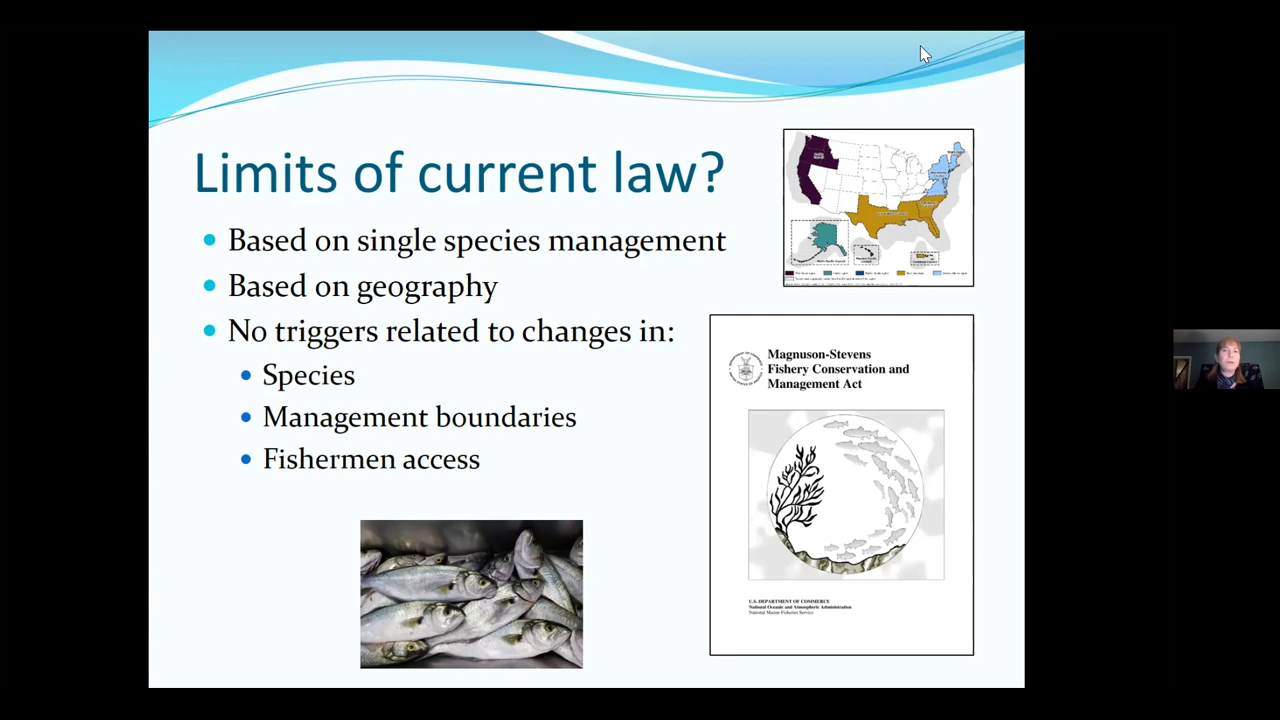 Limits of current law?
Based on single species management
Based on geography
No triggers related to changes in:
Species
Management boundaries
Fishermen access
Magnuson-Stevens
Fishery Conservation and
Management Act
U.S. DEPARTMENT OF COMMERCE
National Oceanic and Atmospheric Administration
National Marine Fisheries Service